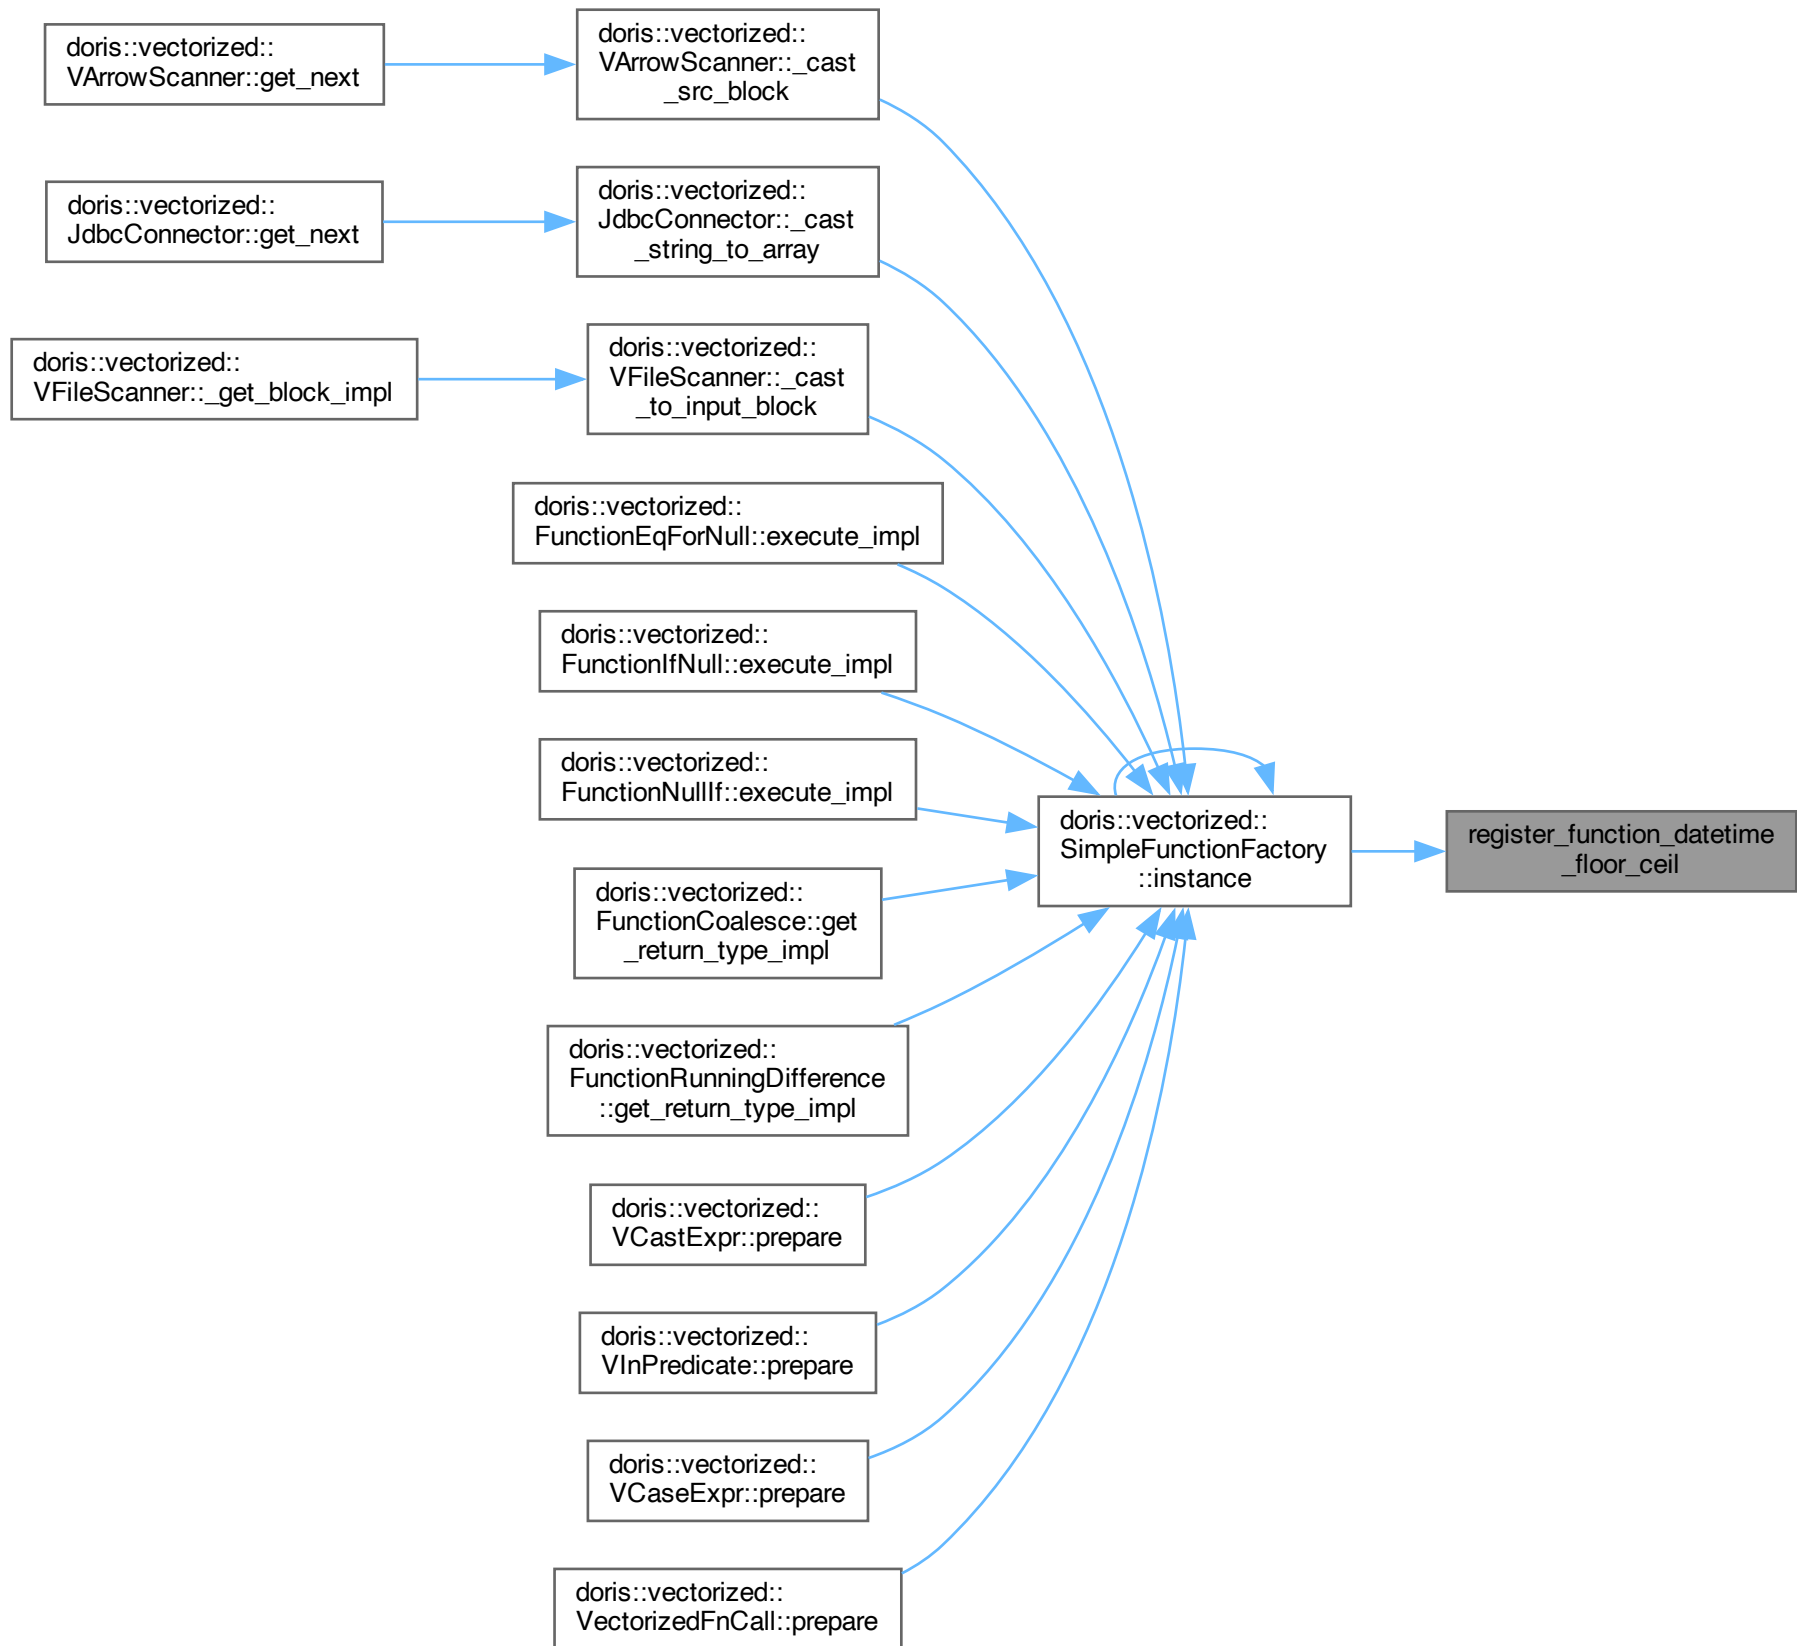 doris::vectorized::
VArrowScanner::get_next
doris::vectorized::
VArrowScanner::_cast
_src_block
doris::vectorized::
JdbcConnector::get_next
doris::vectorized::
JdbcConnector::_cast
_string_to_array
doris::vectorized::
VFileScanner::_get_block_impl
doris::vectorized::
VFileScanner::_cast
_to_input_block
doris::vectorized::
FunctionEqForNull::execute_impl
doris::vectorized::
FunctionIfNull::execute_impl
doris::vectorized::
FunctionNullIf::execute_impl
doris::vectorized::
FunctionCoalesce::get
_return_type_impl
doris::vectorized::
FunctionRunningDifference
::get_return_type_impl
doris::vectorized::
VCastExpr::prepare
doris::vectorized::
VInPredicate::prepare
doris::vectorized::
VCaseExpr::prepare
doris::vectorized::
VectorizedFnCall::prepare
doris::vectorized::
SimpleFunctionFactory
::instance
register_function_datetime
_floor_ceil